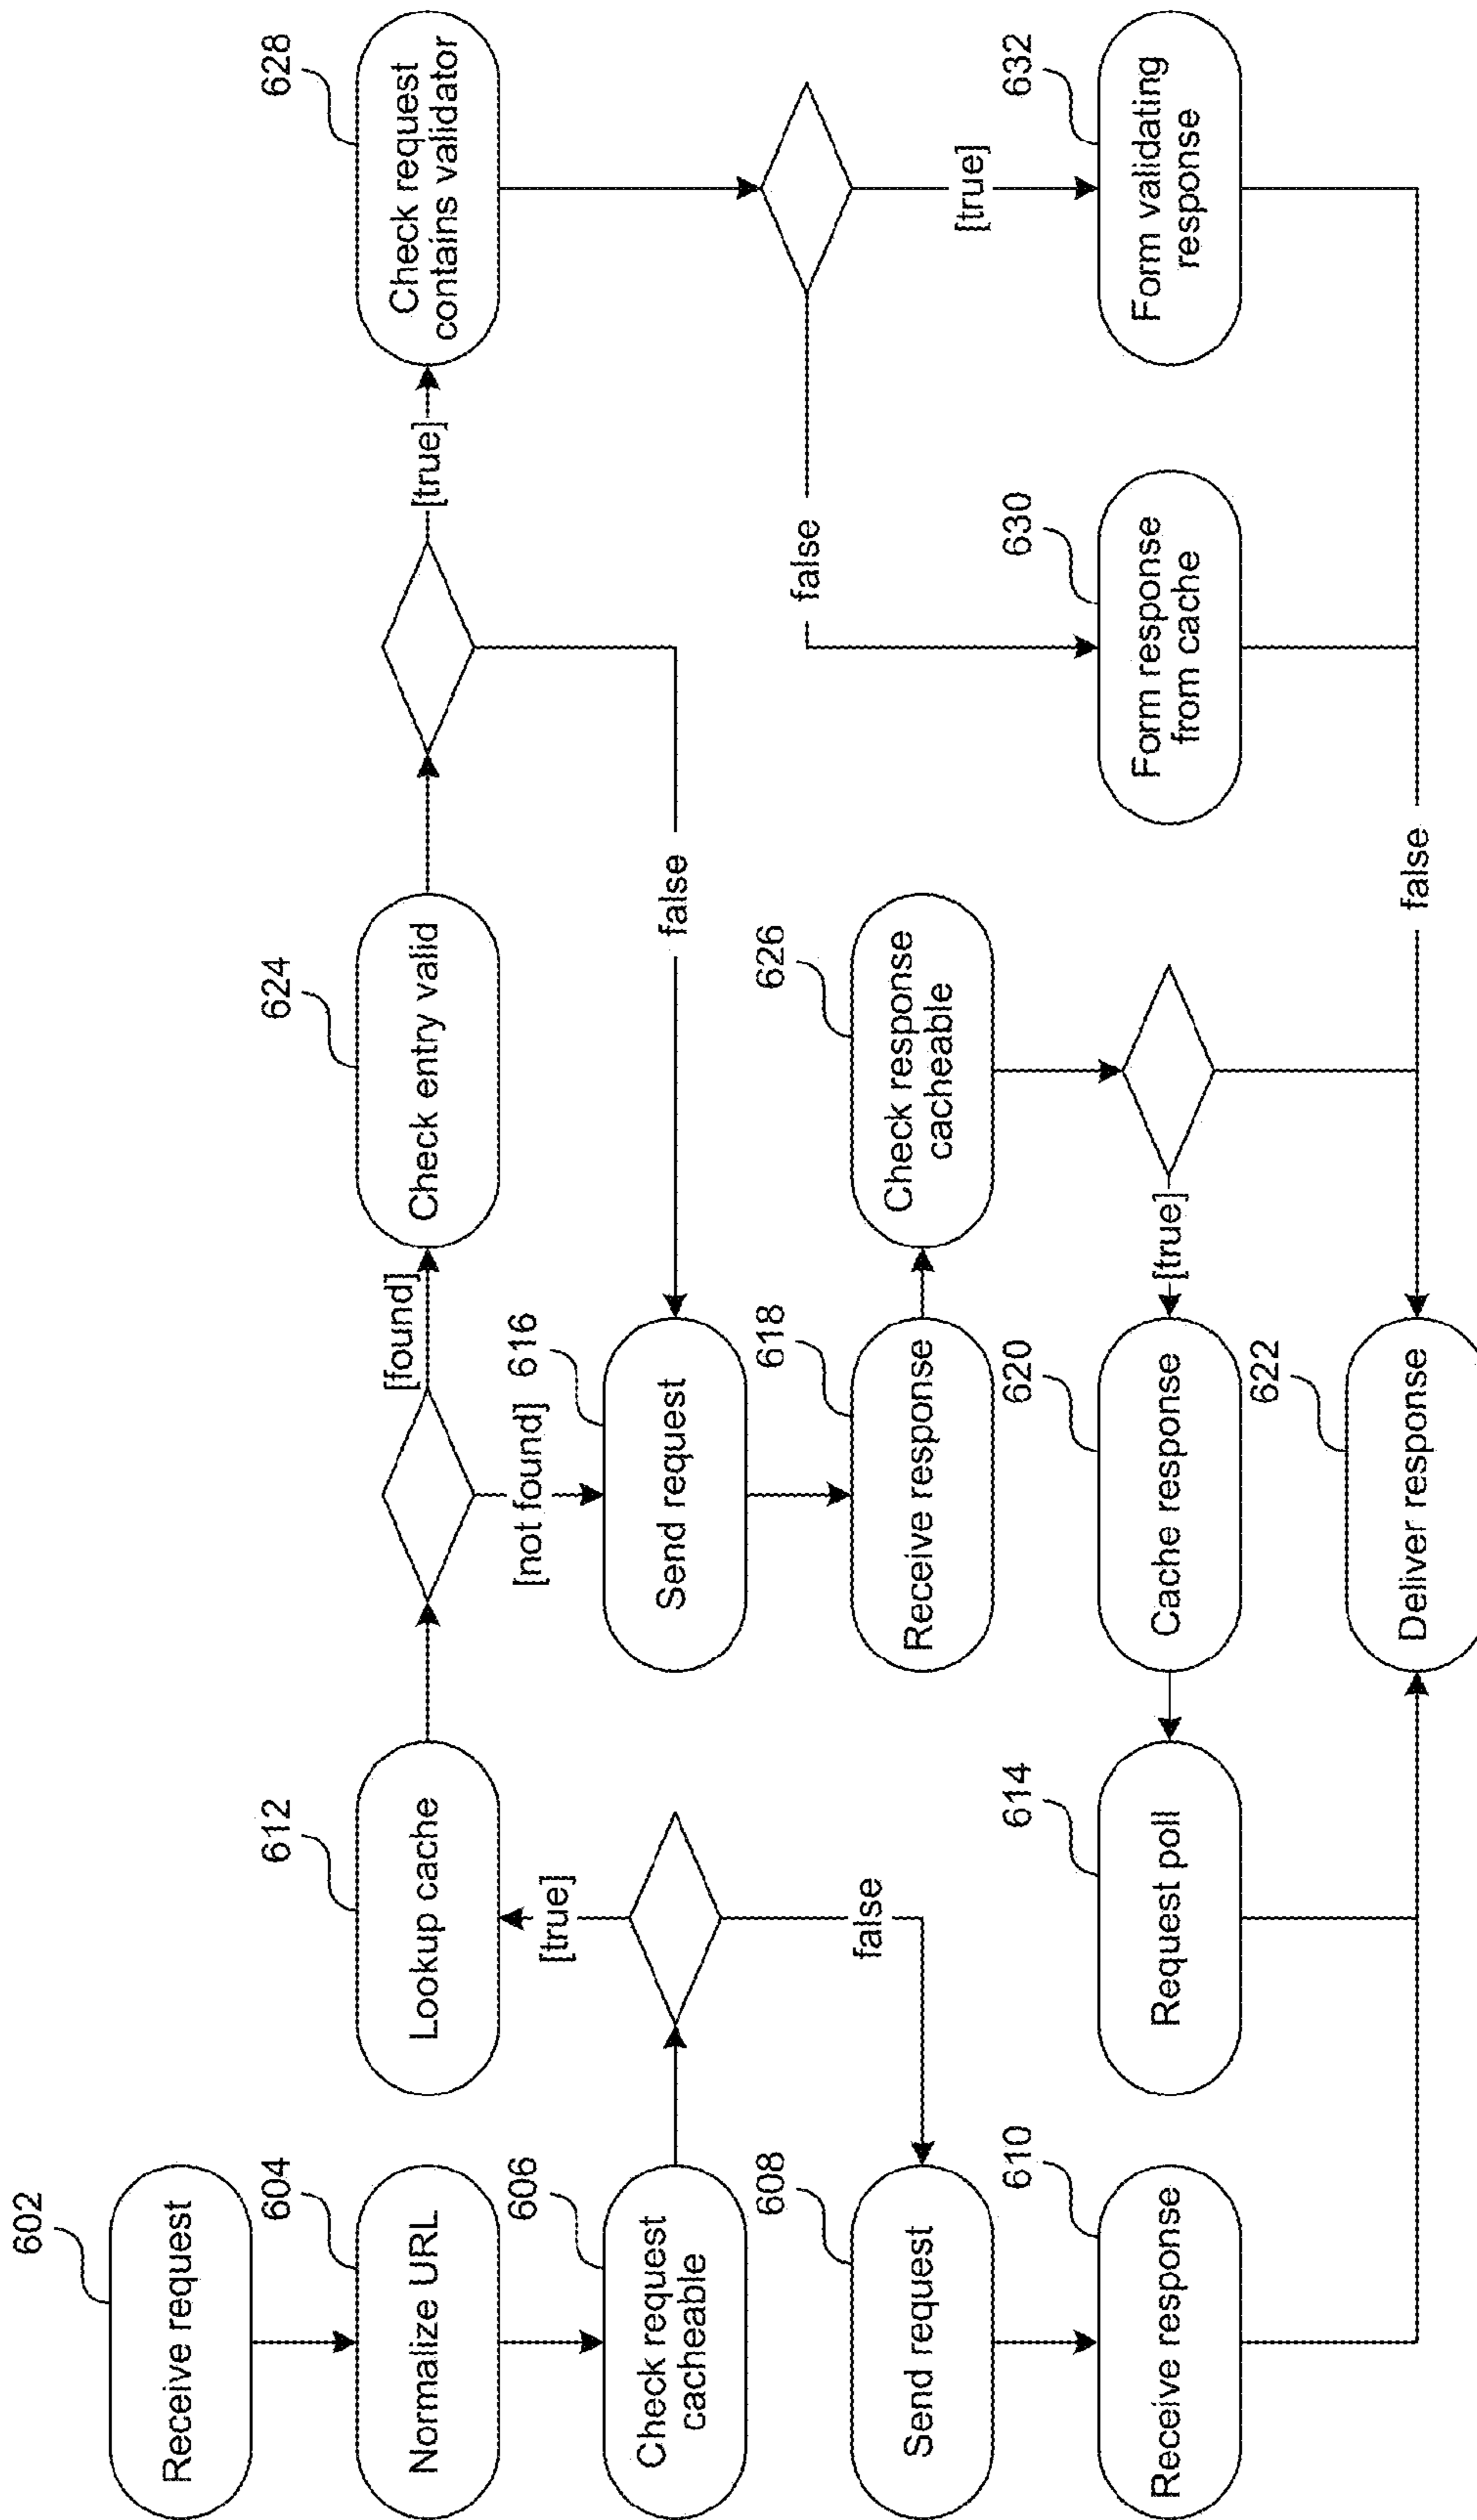 602
Receive request
604
Normalize URL
606
Check request
cacheable
[true]
false
608
Send request
610
Receive response
612
Lookup cache
[found]
[not found]
616
Send request
618
Receive response
614
Request poll
620
Cache response
622
Deliver response
624
Check entry valid
[true]
false
626
Check response
cacheable
[true]
false
628
Check request
contains validator
[true]
false
630
Form response
from cache
632
Form validating
response